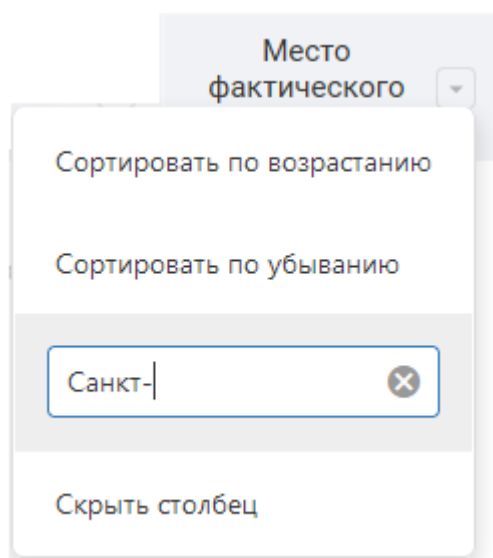 Место
фактического
Сортировать по возрастанию
Сортировать по убыванию
Санкт-
Скрыть столбец